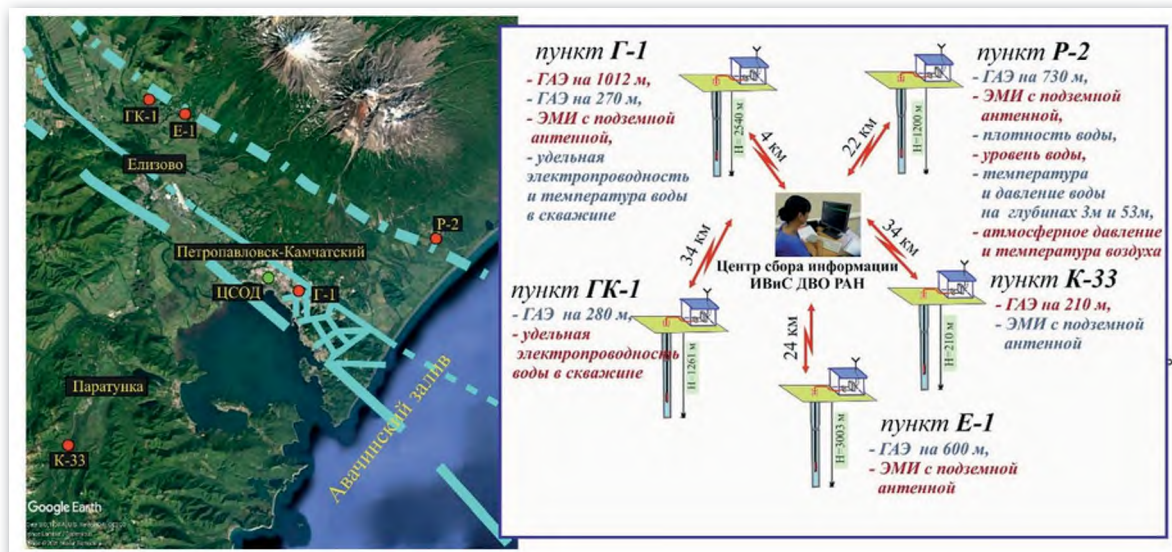 ГК-1
Е-1
Елизово
Р-2
Петропавловск-Камчатский
ЦСОД
Г-1
Паратунка
К-33
Авачинский залив
Google Earth
пункт Г-1
- ГАЭ на 1012 м,
- ГАЭ на 270 м,
- ЭМИ с подземной
антенной,
- удельная
электропроводность
и температура воды
в скважине
H=2540 м
4 км
пункт Р-2
- ГАЭ на 730 м,
- ЭМИ с подземной
антенной,
- плотность воды,
- уровень воды,
- температура
и давление воды
на глубинах 3м и 53м,
- атмосферное давление
и температура воздуха
H=1200 м
22 км
34 км
34 км
Центр сбора информации
ИВиС ДВО РАН
24 км
пункт ГК-1
- ГАЭ на 280 м,
- удельная
электропроводность
воды в скважине
H=1261 м
пункт К-33
- ГАЭ на 210 м,
- ЭМИ с подземной
антенной
H=210 м
пункт Е-1
- ГАЭ на 600 м,
- ЭМИ с подземной
антенной
H=3003 м